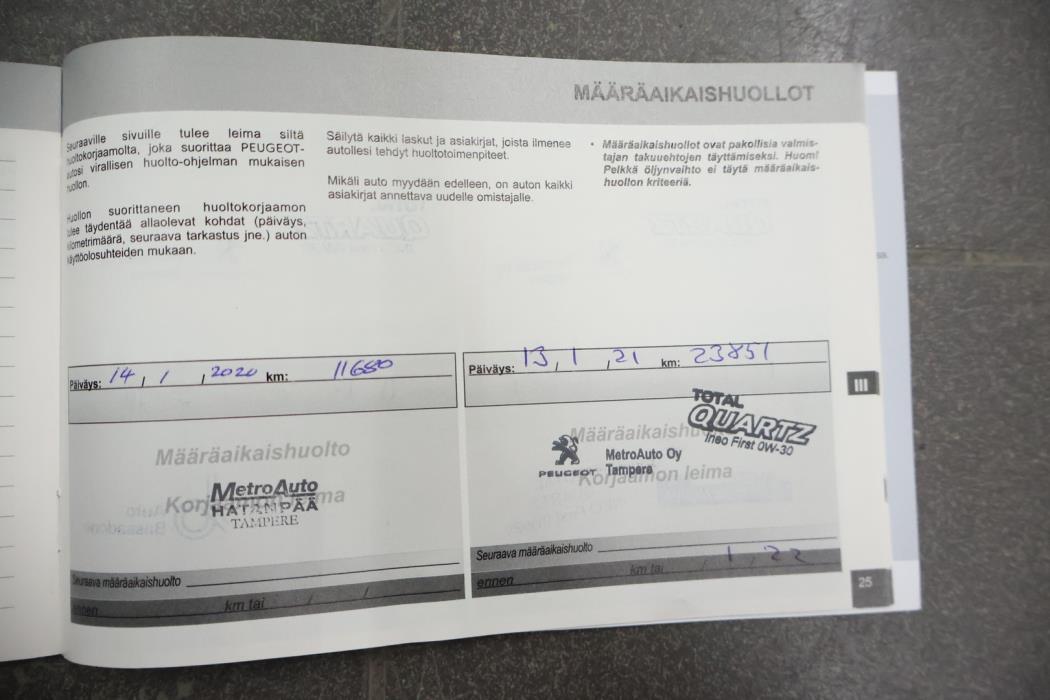 MÄÄRÄAIKAISHUOLLOT
Seuraaville sivuille tulee leima siltä
huoltokorjaamolta, joka suorittaa PEUGEOT-
autosi virallisen huolto-ohjelman mukaisen
huollon.
Huollon suorittaneen huoltokorjaamon
tulee täydentää allaolevat kohdat (päiväys,
kilometrimäärä, seuraava tarkastus jne.) auton
käyttöolosuhteiden mukaan.
Säilytä kaikki laskut ja asiakirjat, joista ilmenee
autollesi tehdyt huoltotoimenpiteet.
Mikäli auto myydään edelleen, on auton kaikki
asiakirjat annettava uudelle omistajalle.
• Määräaikaishuollot ovat pakollisia valmis-
tajan takuuehtojen täyttämiseksi. Huom!
Pelkkä öljynvaihto ei täytä määräaikais-
huollon kriteeriä.
Päiväys: 14 / 1 / 2020 km: 11680
Määräaikaishuolto
Korjaamon leima
MetroAuto
HATANPÄÄ
TAMPERE
Seuraava määräaikaishuolto
ennen km tai / /
Päiväys: 13 / 1 / 21 km: 23851
TOTAL
QUARTZ
Ineo First 0W-30
Määräaikaishu
PEUGEOT
MetroAuto Oy
Tampere
Korjaamon leima
Seuraava määräaikaishuolto
ennen km tai / 1 / 22
III
25